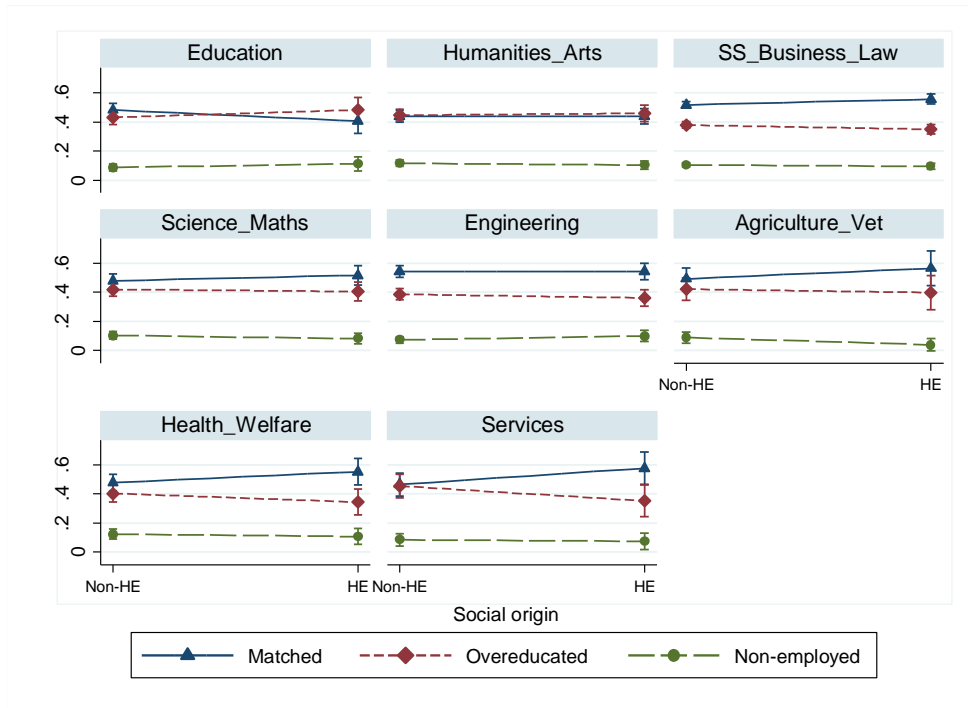 Education Humanities_Arts SS_Business_Law
.6
.4
.2
0
Science_Maths Engineering Agriculture_Vet
.6
.4
.2
0
Non-HE HE
Health_Welfare Services
.6
.4
.2
0
Non-HE HE Non-HE HE
Social origin
Matched Overeducated Non-employed